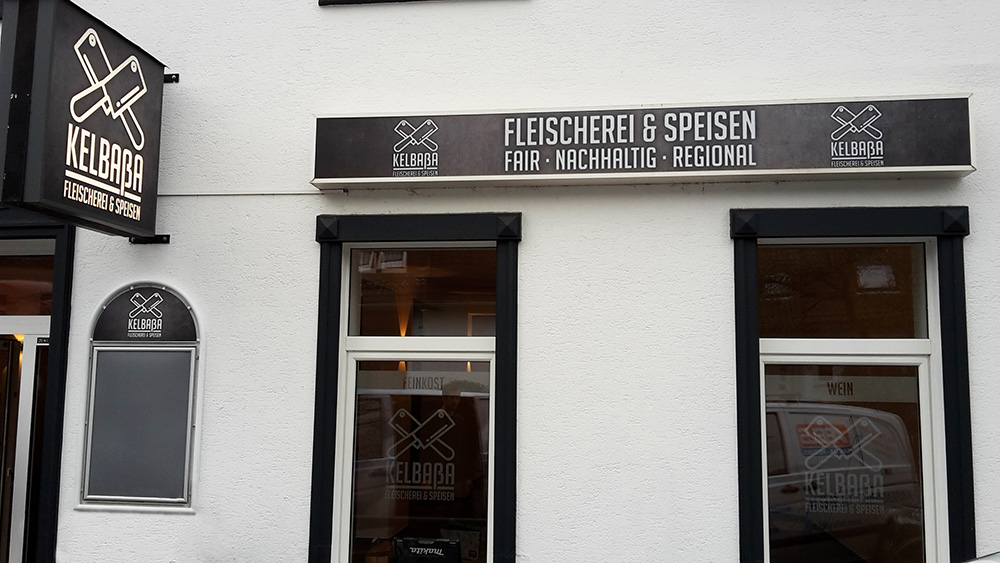 KELBAßA
FLEISCHEREI & SPEISEN
KELBAßA
FLEISCHEREI & SPEISEN
FLEISCHEREI & SPEISEN
FAIR · NACHHALTIG · REGIONAL
KELBAßA
FLEISCHEREI & SPEISEN
KELBAßA
FLEISCHEREI & SPEISEN
FEINKOST
KELBAßA
FLEISCHEREI & SPEISEN
makita
WEIN
KELBAßA
FLEISCHEREI & SPEISEN